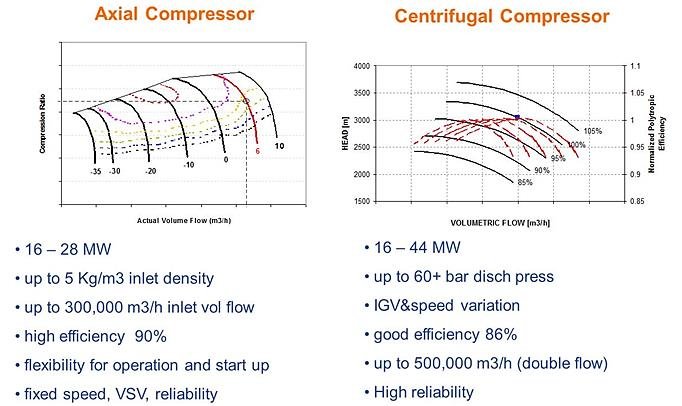 Axial Compressor
Compression Ratio
-35 -30 -20 -10 0 6 10
Actual Volume Flow (m3/h)
• 16 – 28 MW
• up to 5 Kg/m3 inlet density
• up to 300,000 m3/h inlet vol flow
• high efficiency 90%
• flexibility for operation and start up
• fixed speed, VSV, reliability
Centrifugal Compressor
HEAD [m]
4000
3500
3000
2500
2000
1500
1.1
1.05
1
0.95
0.9
0.85
Normalized Polytropic
Efficiency
105%
100%
95%
90%
85%
VOLUMETRIC FLOW [m3/h]
• 16 – 44 MW
• up to 60+ bar disch press
• IGV&speed variation
• good efficiency 86%
• up to 500,000 m3/h (double flow)
• High reliability